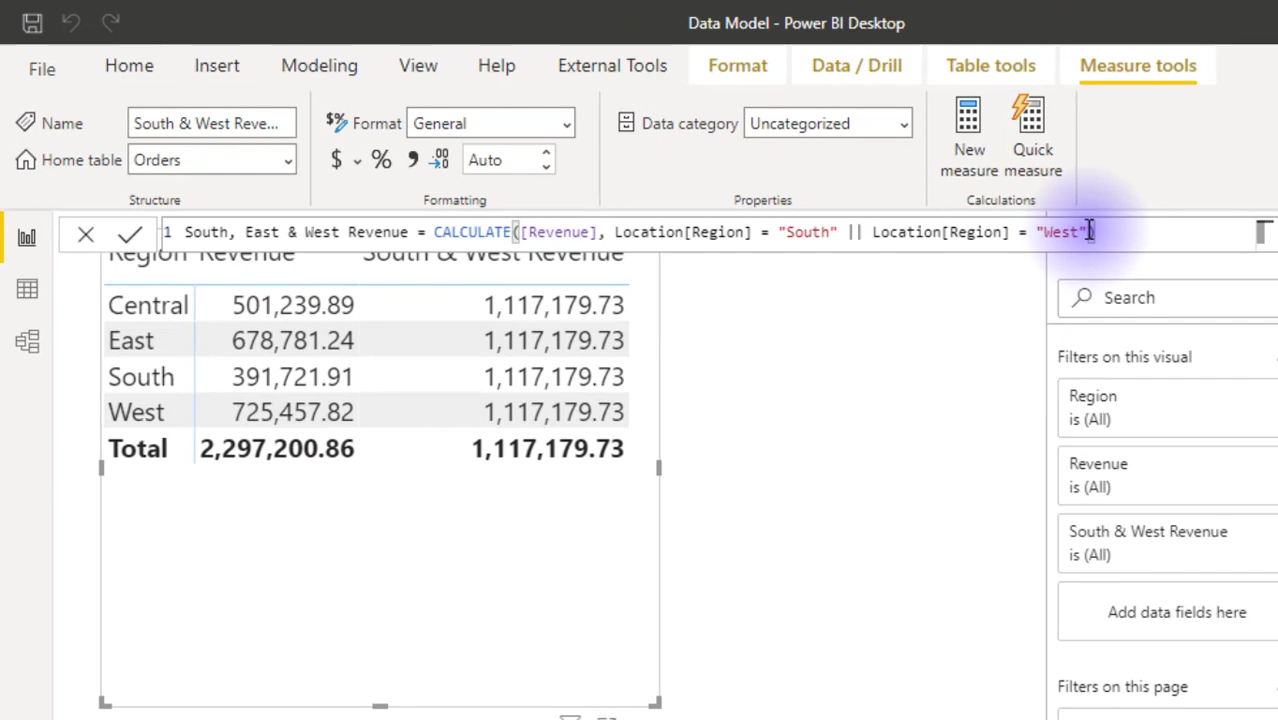 Data Model - Power BI Desktop
File Home Insert Modeling View Help External Tools Format Data / Drill Table tools Measure tools
Name South & West Reve... $% Format General Data category Uncategorized New measure Quick measure
Home table Orders $ % , .00 Auto
Structure Formatting Properties Calculations
1 South, East & West Revenue = CALCULATE([Revenue], Location[Region] = "South" || Location[Region] = "West")
Region Revenue South & West Revenue
Central 501,239.89 1,117,179.73
East 678,781.24 1,117,179.73
South 391,721.91 1,117,179.73
West 725,457.82 1,117,179.73
Total 2,297,200.86 1,117,179.73
Search
Filters on this visual
Region
is (All)
Revenue
is (All)
South & West Revenue
is (All)
Add data fields here
Filters on this page